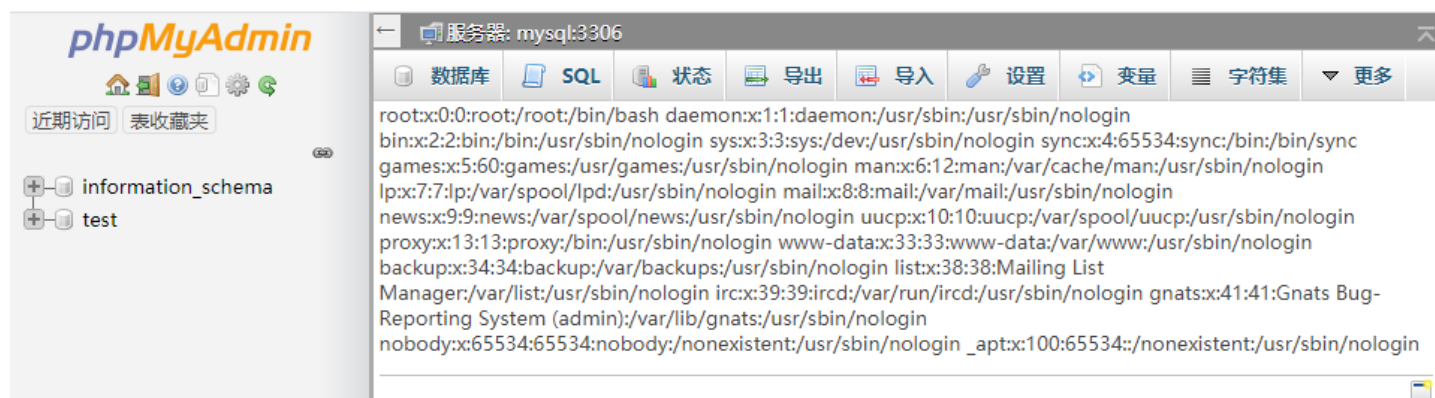 phpMyAdmin
近期访问 表收藏夹
information_schema
test
服务器: mysql:3306
数据库 SQL 状态 导出 导入 设置 变量 字符集 更多
root:x:0:0:root:/root:/bin/bash daemon:x:1:1:daemon:/usr/sbin:/usr/sbin/nologin
bin:x:2:2:bin:/bin:/usr/sbin/nologin sys:x:3:3:sys:/dev:/usr/sbin/nologin sync:x:4:65534:sync:/bin:/bin/sync
games:x:5:60:games:/usr/games:/usr/sbin/nologin man:x:6:12:man:/var/cache/man:/usr/sbin/nologin
lp:x:7:7:lp:/var/spool/lpd:/usr/sbin/nologin mail:x:8:8:mail:/var/mail:/usr/sbin/nologin
news:x:9:9:news:/var/spool/news:/usr/sbin/nologin uucp:x:10:10:uucp:/var/spool/uucp:/usr/sbin/nologin
proxy:x:13:13:proxy:/bin:/usr/sbin/nologin www-data:x:33:33:www-data:/var/www:/usr/sbin/nologin
backup:x:34:34:backup:/var/backups:/usr/sbin/nologin list:x:38:38:Mailing List
Manager:/var/list:/usr/sbin/nologin irc:x:39:39:ircd:/var/run/ircd:/usr/sbin/nologin gnats:x:41:41:Gnats Bug-
Reporting System (admin):/var/lib/gnats:/usr/sbin/nologin
nobody:x:65534:65534:nobody:/nonexistent:/usr/sbin/nologin _apt:x:100:65534::/nonexistent:/usr/sbin/nologin